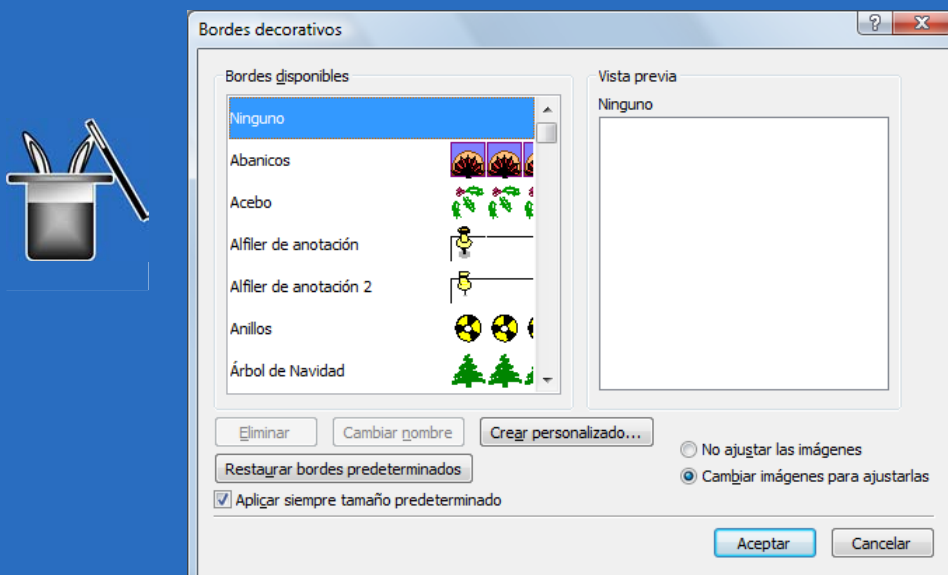 Bordes decorativos
Bordes disponibles
Ninguno
Abanicos
Acebo
Alfiler de anotación
Alfiler de anotación 2
Anillos
Árbol de Navidad
Vista previa
Ninguno
Eliminar
Cambiar nombre
Crear personalizado...
Restaurar bordes predeterminados
Aplicar siempre tamaño predeterminado
No ajustar las imágenes
Cambiar imágenes para ajustarlas
Aceptar
Cancelar